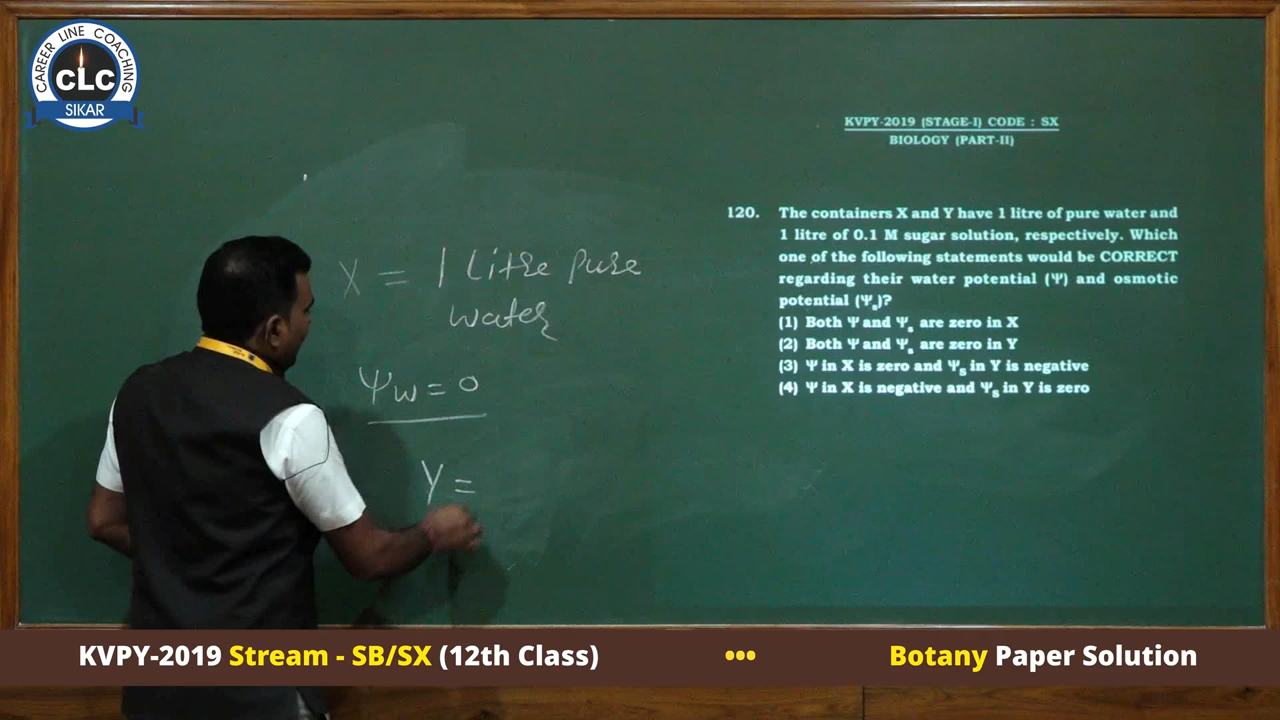 CAREER LINE COACHING
CLC
SIKAR
KVPY-2019 (STAGE-I) CODE : SX
BIOLOGY (PART-II)
120. The containers X and Y have 1 litre of pure water and
1 litre of 0.1 M sugar solution, respectively. Which
one of the following statements would be CORRECT
regarding their water potential (Ψ) and osmotic
potential (Ψₛ)?
(1) Both Ψ and Ψₛ are zero in X
(2) Both Ψ and Ψₛ are zero in Y
(3) Ψ in X is zero and Ψₛ in Y is negative
(4) Ψ in X is negative and Ψₛ in Y is zero
X = 1 Litre Pure
water
Ψw = 0
Y =
KVPY-2019 Stream - SB/SX (12th Class) ••• Botany Paper Solution